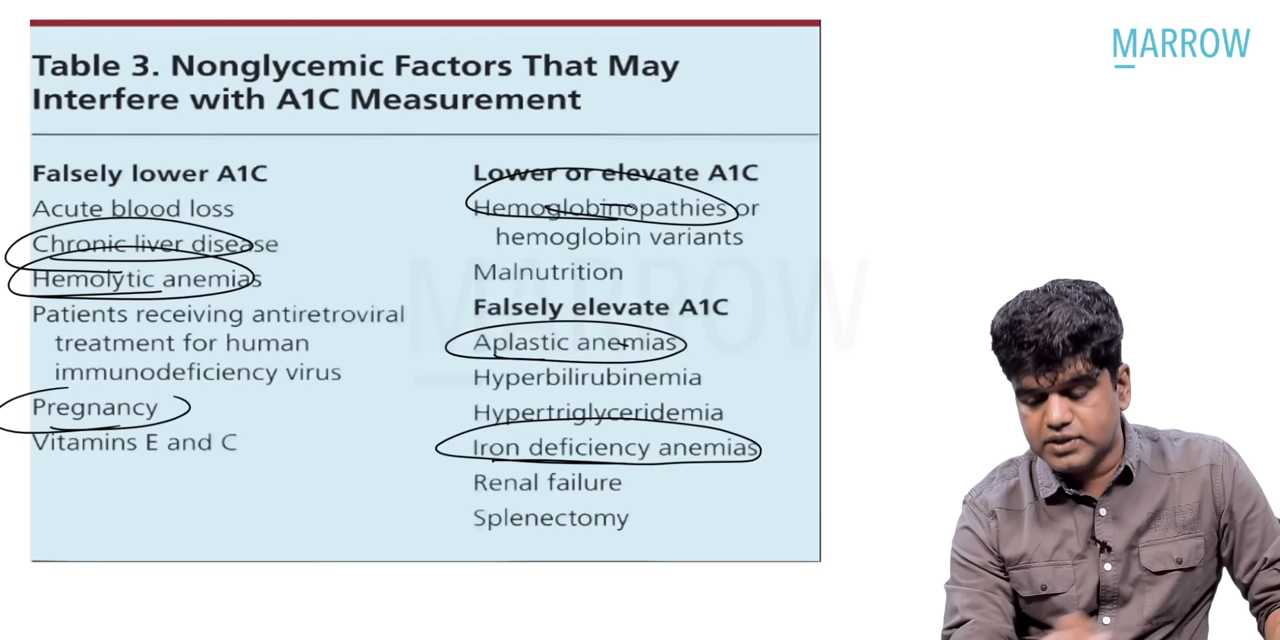 MARROW
Table 3. Nonglycemic Factors That May
Interfere with A1C Measurement
Falsely lower A1C
Acute blood loss
Chronic liver disease
Hemolytic anemias
Patients receiving antiretroviral
treatment for human
immunodeficiency virus
Pregnancy
Vitamins E and C
Lower or elevate A1C
Hemoglobinopathies or
hemoglobin variants
Malnutrition
Falsely elevate A1C
Aplastic anemias
Hyperbilirubinemia
Hypertriglyceridemia
Iron deficiency anemias
Renal failure
Splenectomy
MARROW